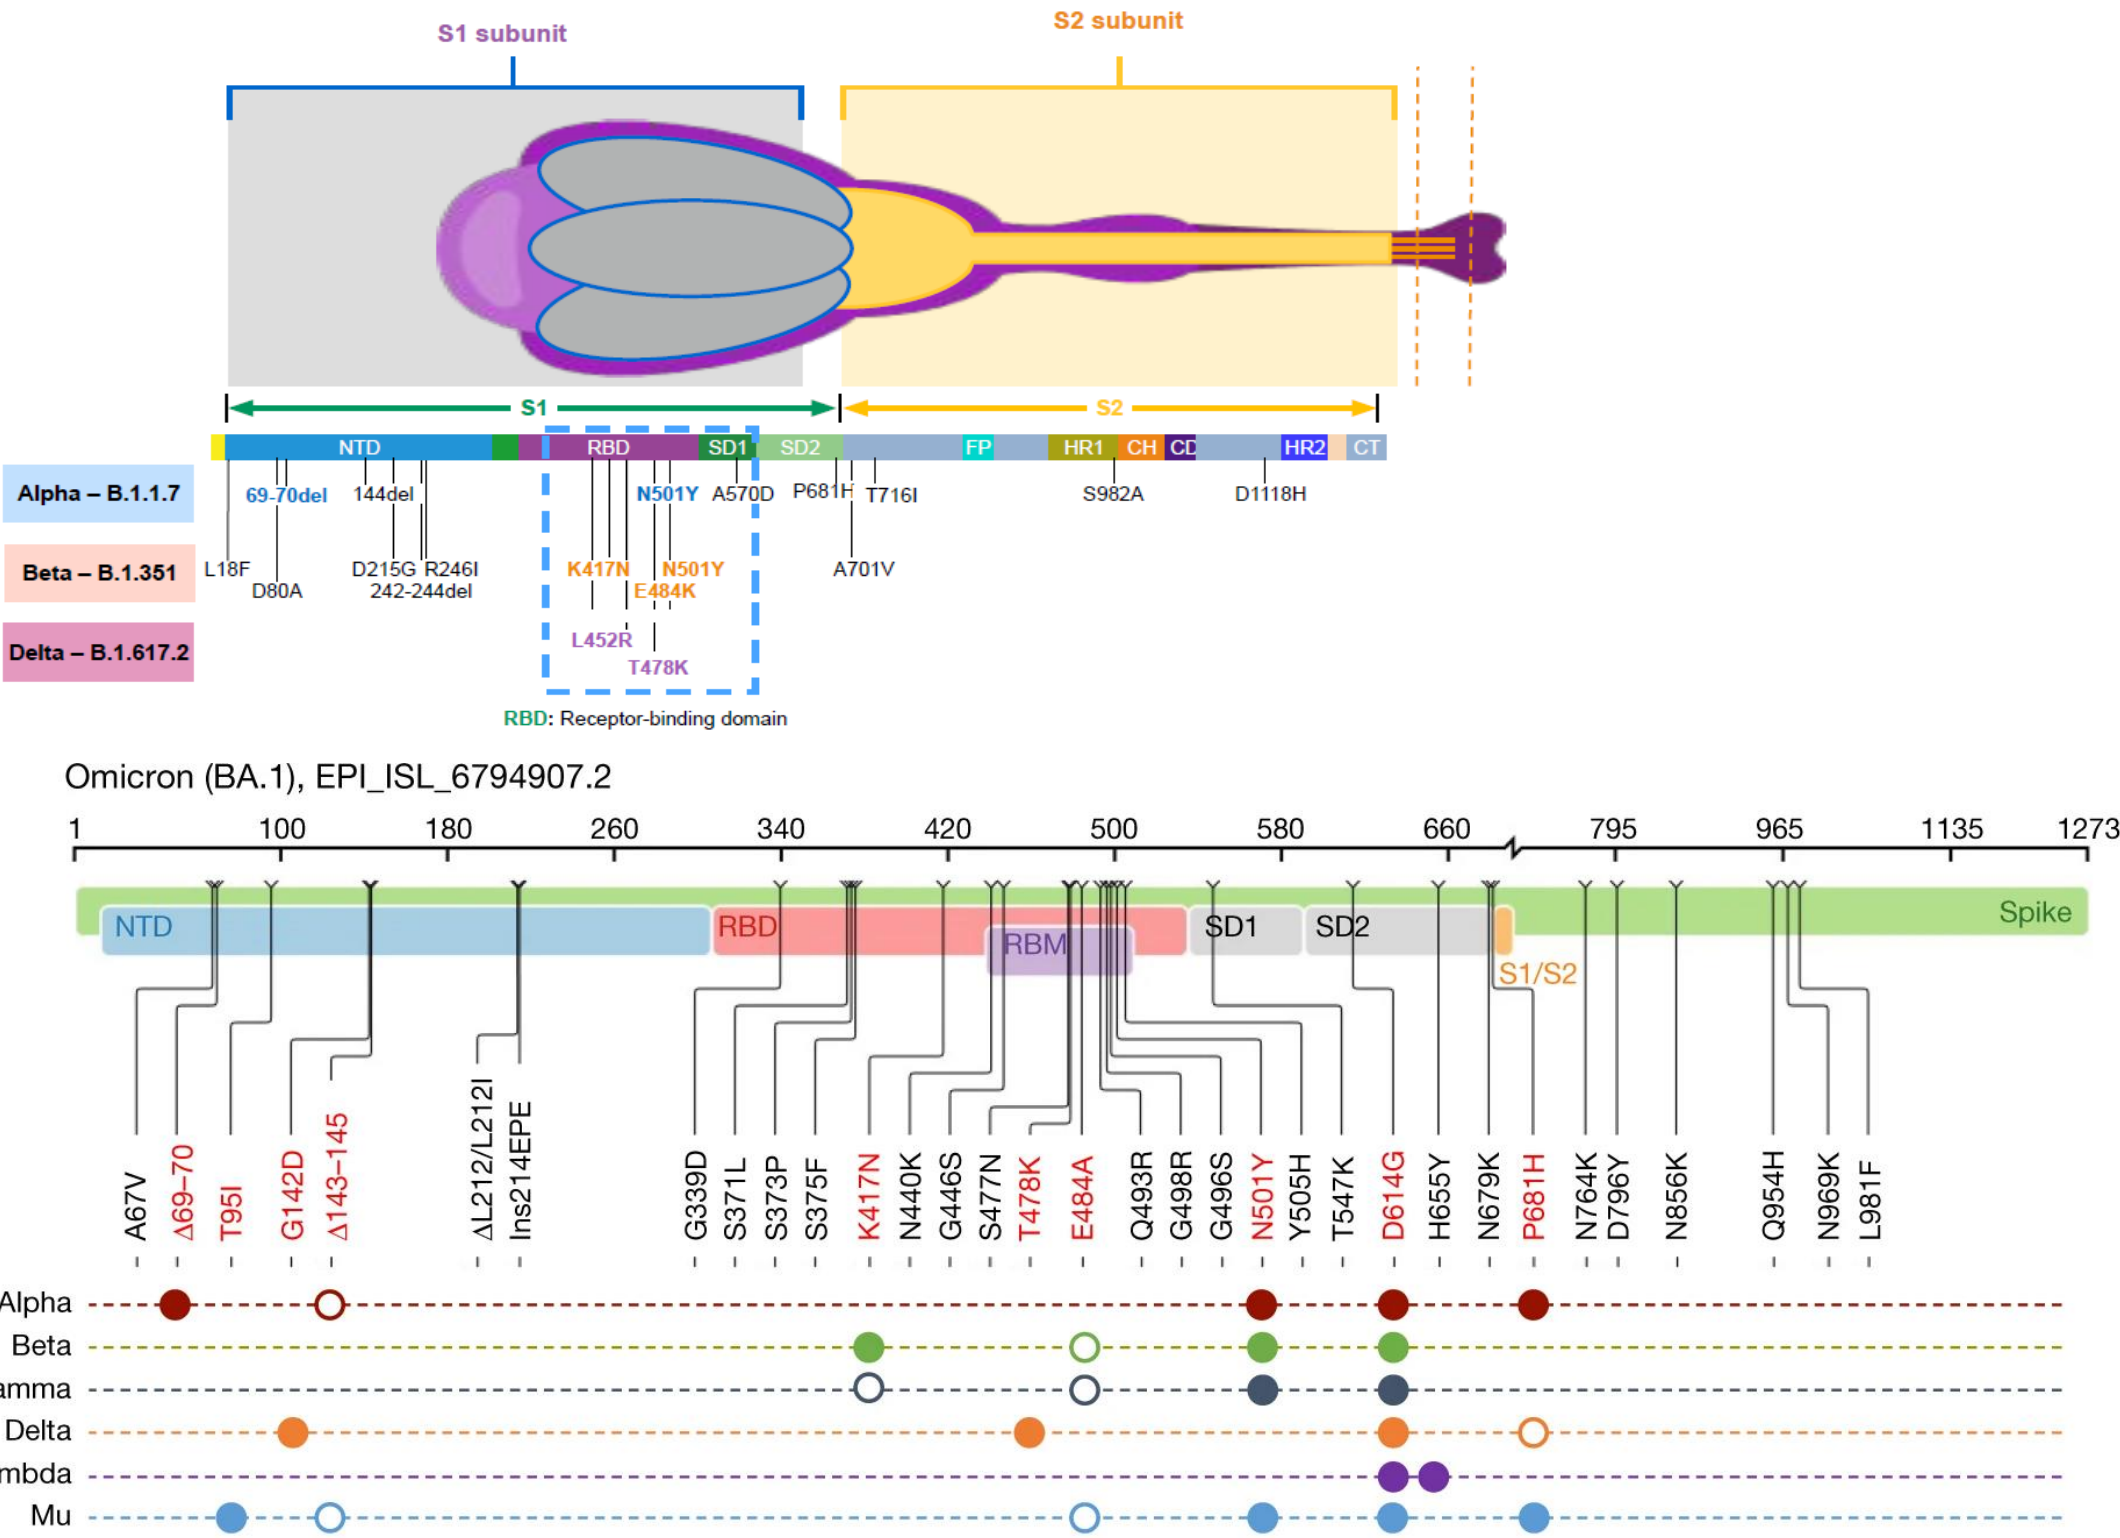 S1 subunit
S2 subunit
S1
S2
NTD RBD SD1 SD2 FP HR1 CH CD HR2 CT
Alpha – B.1.1.7
69-70del 144del N501Y A570D P681H T716I S982A D1118H
Beta – B.1.351
L18F D215G R246I K417N N501Y A701V
D80A 242-244del E484K
Delta – B.1.617.2
L452R
T478K
RBD: Receptor-binding domain
Omicron (BA.1), EPI_ISL_6794907.2
1 100 180 260 340 420 500 580 660 795 965 1135 1273
NTD RBD SD1 SD2 Spike
RBM
S1/S2
A67V
Δ69–70
T95I
G142D
Δ143–145
ΔL212/L212I
Ins214EPE
G339D
S371L
S373P
S375F
K417N
N440K
G446S
S477N
T478K
E484A
Q493R
G498R
G496S
N501Y
Y505H
T547K
D614G
H655Y
N679K
P681H
N764K
D796Y
N856K
Q954H
N969K
L981F
Alpha
Beta
amma
Delta
mbda
Mu